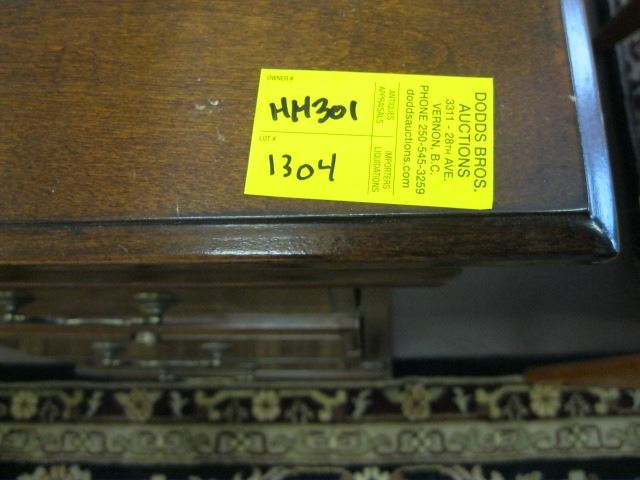 OWNER #
HH301
LOT #
1304
ANTIQUES
APPRAISALS
IMPORTERS
LIQUIDATIONS
DODDS BROS.
AUCTIONS
3311 - 28TH AVE.
VERNON, B.C.
PHONE 250-545-3259
doddsauctions.com